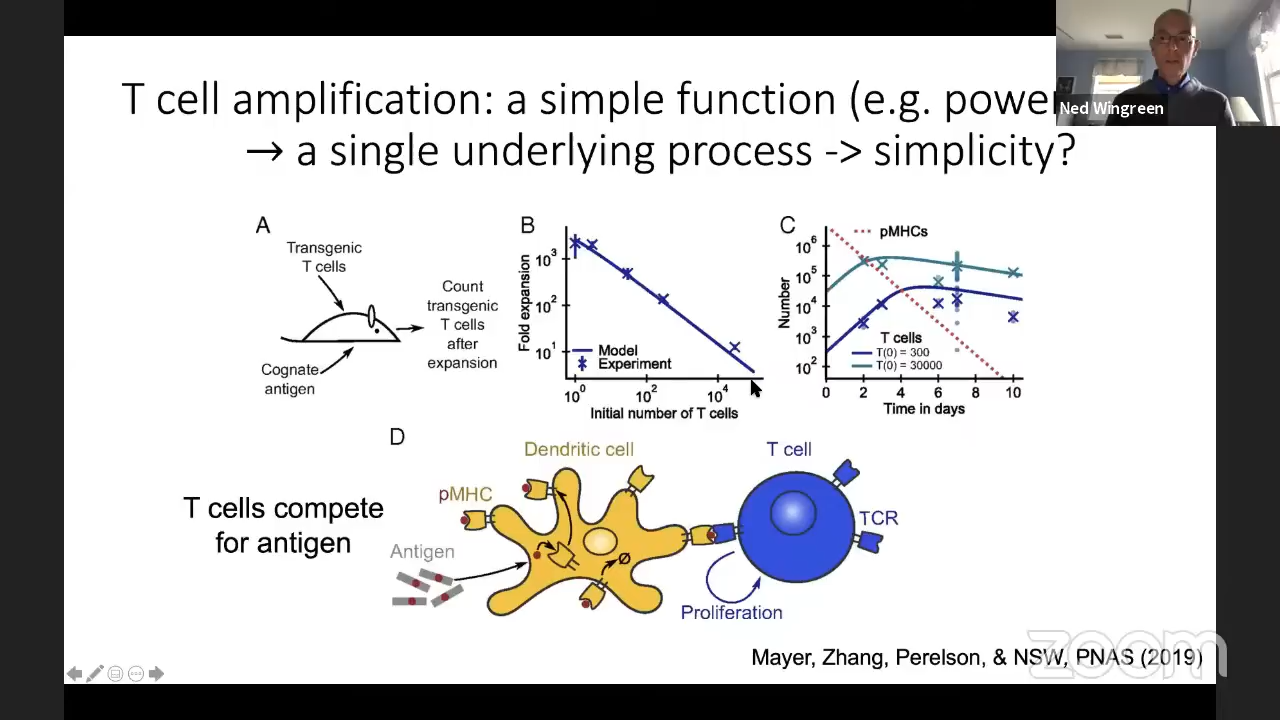 T cell amplification: a simple function (e.g. power
→ a single underlying process -> simplicity?
Ned Wingreen
A
Transgenic
T cells
Cognate
antigen
Count
transgenic
T cells
after
expansion
B
Fold expansion
10³
10²
10¹
Model
Experiment
10⁰
10²
10⁴
Initial number of T cells
C
pMHCs
Number
10⁶
10⁵
10⁴
10³
10²
T cells
T(0) = 300
T(0) = 30000
0 2 4 6 8 10
Time in days
D
T cells compete
for antigen
Dendritic cell
pMHC
Antigen
T cell
TCR
Proliferation
Mayer, Zhang, Perelson, & NSW, PNAS (2019)
zoom